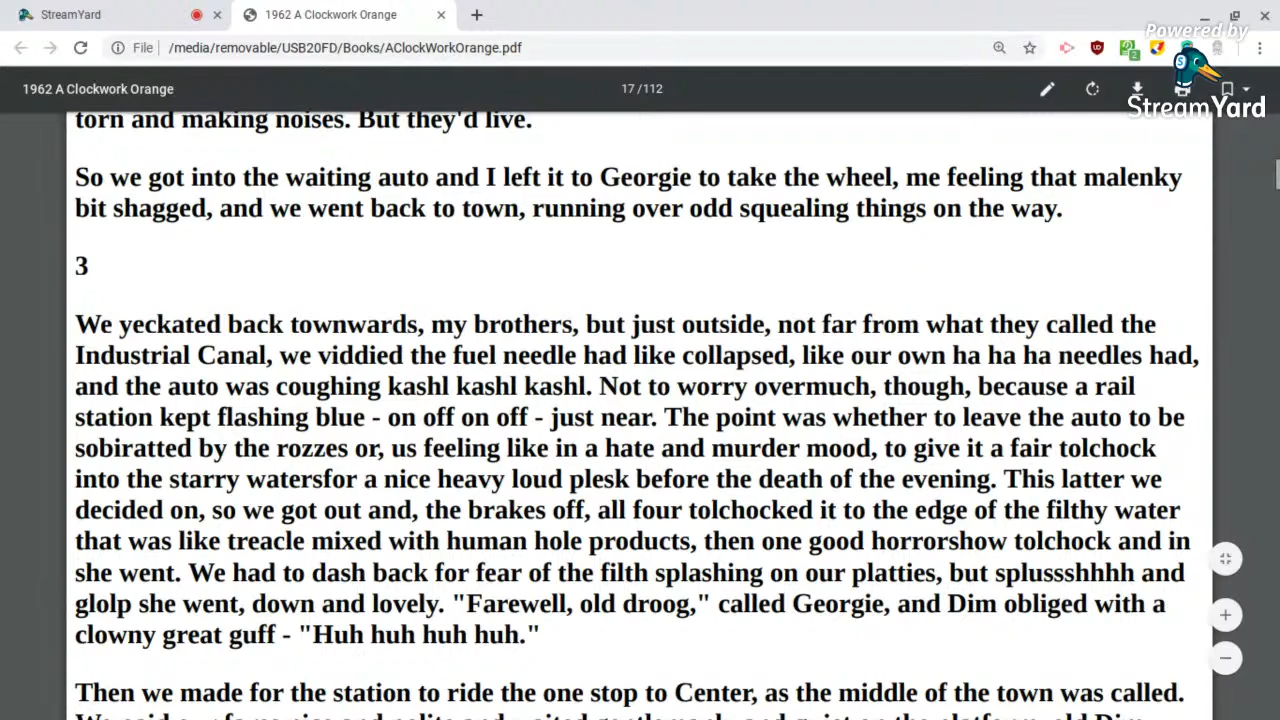 StreamYard
1962 A Clockwork Orange
Powered by
File
/media/removable/USB20FD/Books/AClockWorkOrange.pdf
1962 A Clockwork Orange
17 / 112
StreamYard
torn and making noises. But they'd live.
So we got into the waiting auto and I left it to Georgie to take the wheel, me feeling that malenky
bit shagged, and we went back to town, running over odd squealing things on the way.
3
We yeckated back townwards, my brothers, but just outside, not far from what they called the
Industrial Canal, we viddied the fuel needle had like collapsed, like our own ha ha ha needles had,
and the auto was coughing kashl kashl kashl. Not to worry overmuch, though, because a rail
station kept flashing blue - on off on off - just near. The point was whether to leave the auto to be
sobiratted by the rozzes or, us feeling like in a hate and murder mood, to give it a fair tolchock
into the starry watersfor a nice heavy loud plesk before the death of the evening. This latter we
decided on, so we got out and, the brakes off, all four tolchocked it to the edge of the filthy water
that was like treacle mixed with human hole products, then one good horrorshow tolchock and in
she went. We had to dash back for fear of the filth splashing on our platties, but splussshhhh and
glolp she went, down and lovely. "Farewell, old droog," called Georgie, and Dim obliged with a
clowny great guff - "Huh huh huh huh."
Then we made for the station to ride the one stop to Center, as the middle of the town was called.